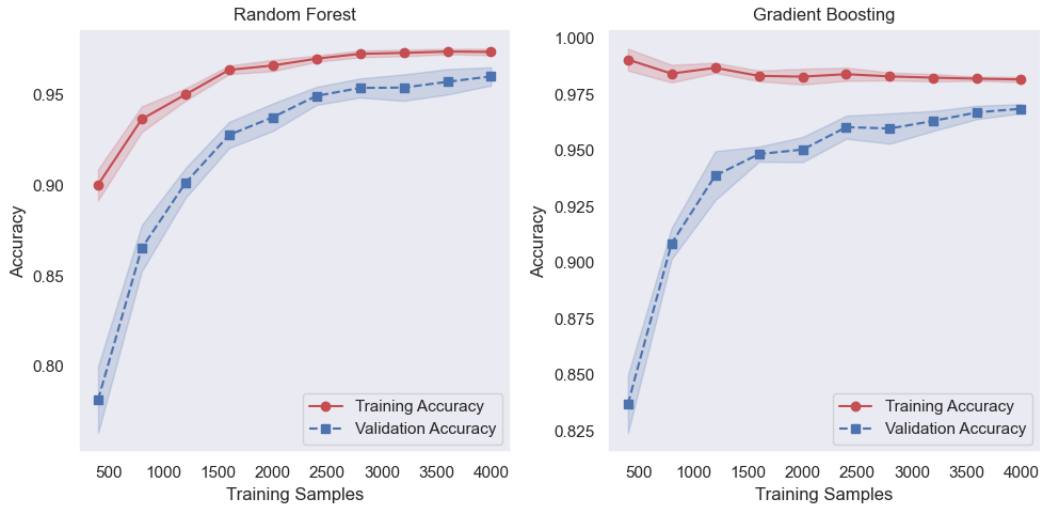 Random Forest
Accuracy
0.95
0.90
0.85
0.80
Training Accuracy
Validation Accuracy
500 1000 1500 2000 2500 3000 3500 4000
Training Samples
Gradient Boosting
Accuracy
1.000
0.975
0.950
0.925
0.900
0.875
0.850
0.825
Training Accuracy
Validation Accuracy
500 1000 1500 2000 2500 3000 3500 4000
Training Samples